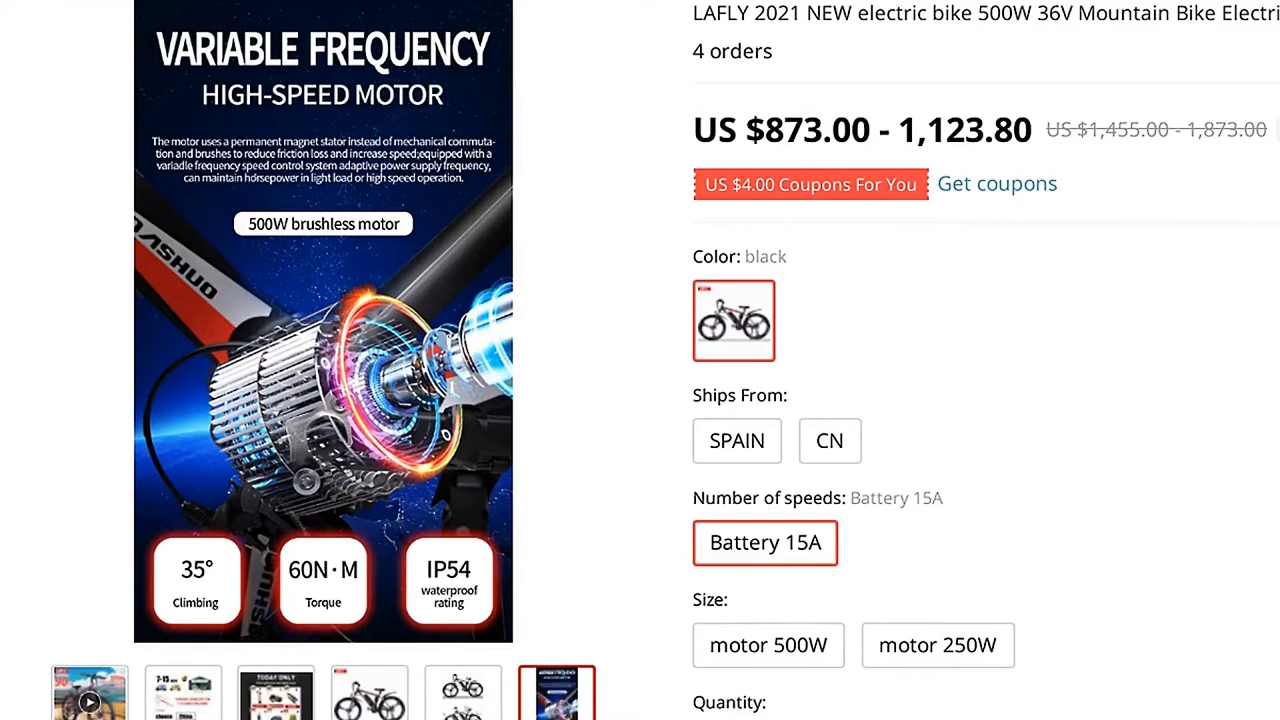 VARIABLE FREQUENCY
HIGH-SPEED MOTOR
The motor uses a permanent magnet stator instead of mechanical commuta-
tion and brushes to reduce friction loss and increase speed;equipped with a
variable frequency speed control system adaptive power supply frequency,
can maintain horsepower in light load or high speed operation.
500W brushless motor
ASHUO
35°
Climbing
60N·M
Torque
IP54
waterproof
rating
TODAY ONLY
LAFLY 2021 NEW electric bike 500W 36V Mountain Bike Electri
4 orders
US $873.00 - 1,123.80 US $1,455.00 - 1,873.00
US $4.00 Coupons For You Get coupons
Color: black
Ships From:
SPAIN CN
Number of speeds: Battery 15A
Battery 15A
Size:
motor 500W motor 250W
Quantity: